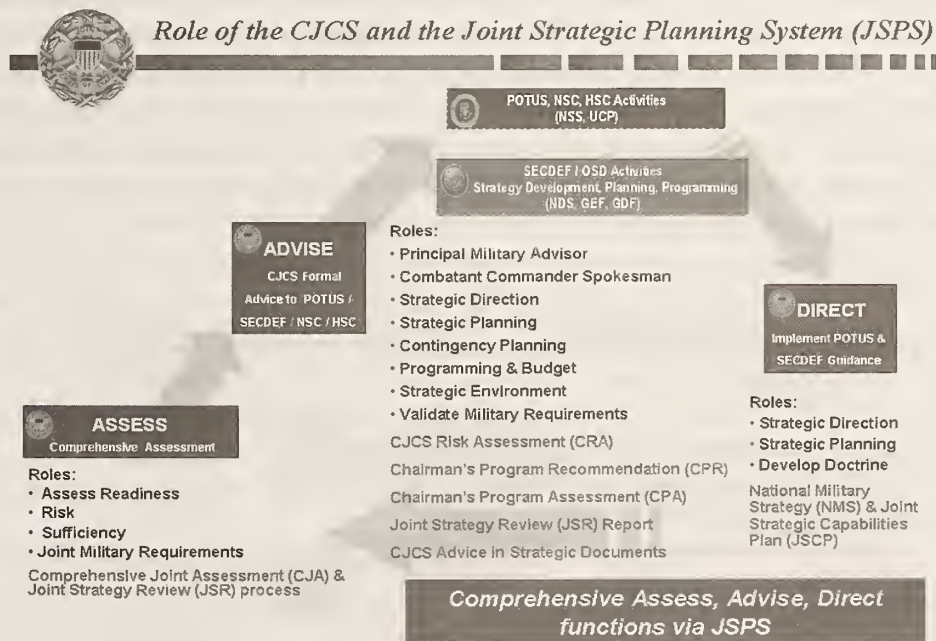 Role of the CJCS and the Joint Strategic Planning System (JSPS)
POTUS, NSC, HSC Activities
(NSS, UCP)
SECDEF / OSD Activities
Strategy Development, Planning, Programming
(NDS, GEF, GDF)
ADVISE
CJCS Formal
Advice to POTUS /
SECDEF / NSC / HSC
Roles:
• Principal Military Advisor
• Combatant Commander Spokesman
• Strategic Direction
• Strategic Planning
• Contingency Planning
• Programming & Budget
• Strategic Environment
• Validate Military Requirements
CJCS Risk Assessment (CRA)
Chairman's Program Recommendation (CPR)
Chairman's Program Assessment (CPA)
Joint Strategy Review (JSR) Report
CJCS Advice in Strategic Documents
DIRECT
Implement POTUS &
SECDEF Guidance
Roles:
• Strategic Direction
• Strategic Planning
• Develop Doctrine
National Military
Strategy (NMS) & Joint
Strategic Capabilities
Plan (JSCP)
ASSESS
Comprehensive Assessment
Roles:
• Assess Readiness
• Risk
• Sufficiency
• Joint Military Requirements
Comprehensive Joint Assessment (CJA) &
Joint Strategy Review (JSR) process
Comprehensive Assess, Advise, Direct
functions via JSPS